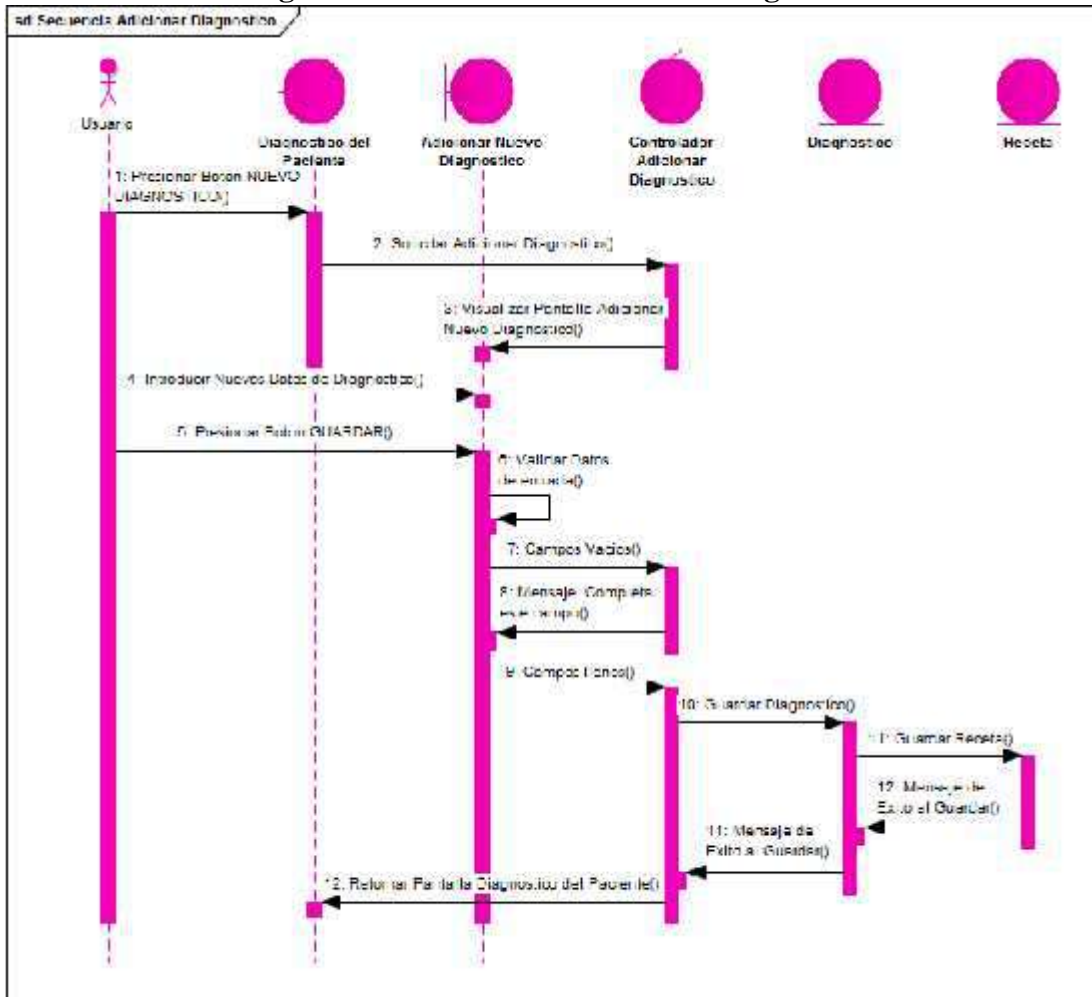 sd Secuencia Adicionar Diagnostico
Usuario
Diagnostico del
Paciente
Adicionar Nuevo
Diagnostico
Controlador
Adicionar
Diagnostico
Diagnostico
Receta
1: Presionar Boton NUEVO
DIAGNOSTICO()
2: Solicitar Adicionar Diagnostico()
3: Visualizar Pantalla Adicionar
Nuevo Diagnostico()
4: Introducir Nuevos Datos de Diagnostico()
5: Presionar Boton GUARDAR()
6: Validar Datos
de entrada()
7: Campos Vacios()
8: Mensaje Complete
este campo()
9: Campos llenos()
10: Guardar Diagnostico()
11: Guardar Receta()
12: Mensaje de
Exito al Guardar()
11: Mensaje de
Exito al Guardar()
12: Retornar Pantalla Diagnostico del Paciente()